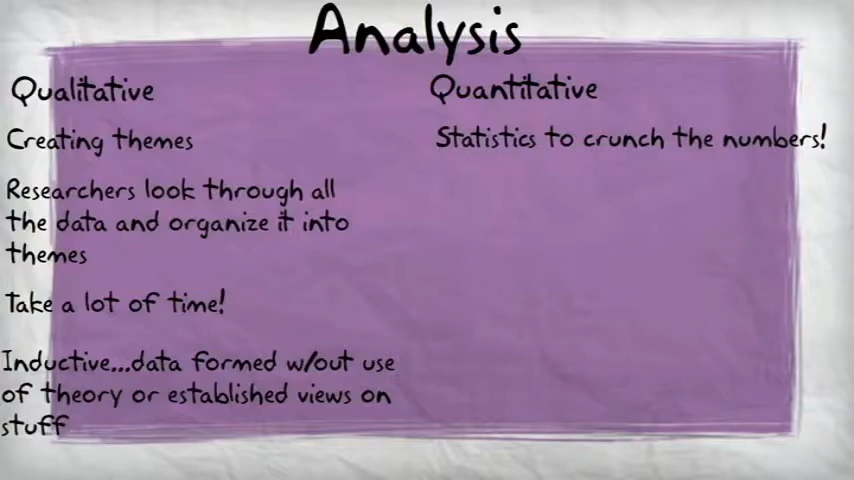 Analysis
Qualitative
Creating themes
Researchers look through all
the data and organize it into
themes
Take a lot of time!
Inductive...data formed w/out use
of theory or established views on
stuff
Quantitative
Statistics to crunch the numbers!